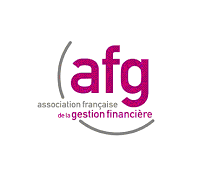 afg
association française
de la gestion financière